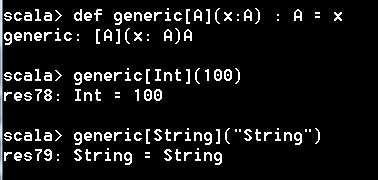 scala> def generic[A](x:A) : A = x
generic: [A](x: A)A
scala> generic[Int](100)
res78: Int = 100
scala> generic[String]("String")
res79: String = String